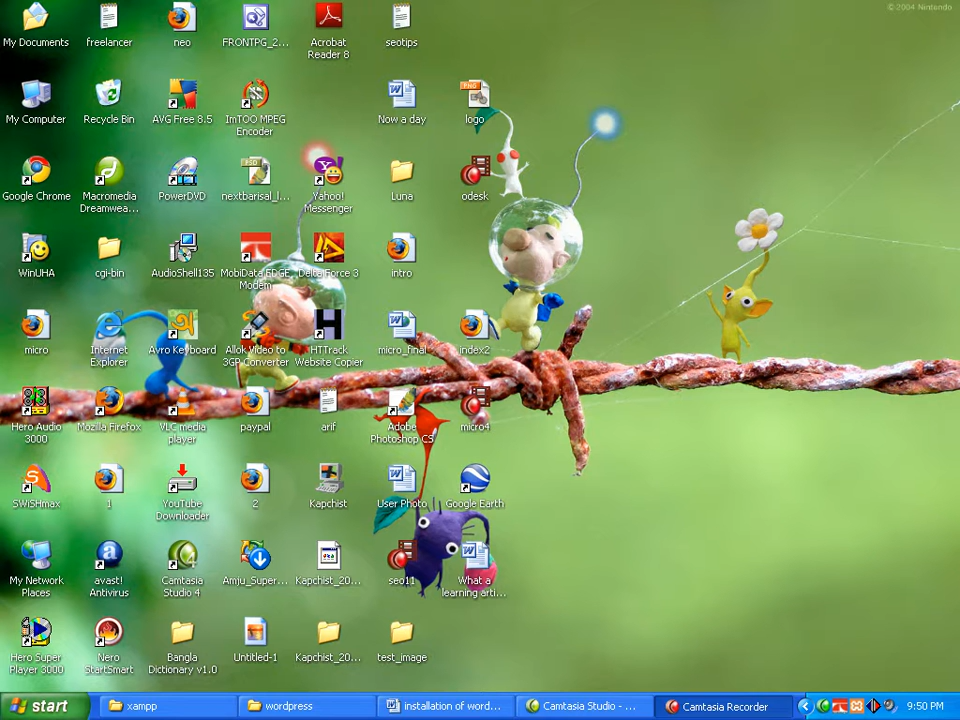 ©2004 Nintendo
My Documents
freelancer
neo
FRONTPG_2...
Acrobat
Reader 8
seotips
My Computer
Recycle Bin
AVG Free 8.5
ImTOO MPEG
Encoder
Now a day
logo
Google Chrome
Macromedia
Dreamwea...
PowerDVD
nextbarisal_l...
Yahoo!
Messenger
Luna
odesk
WinUHA
cgi-bin
AudioShell135
MobiData EDGE
Modem
Delta Force 3
intro
micro
Internet
Explorer
Avro Keyboard
Allok Video to
3GP Converter
HTTrack
Website Copier
micro_final
index2
Hero Audio
3000
Mozilla Firefox
VLC media
player
paypal
arif
Adobe
Photoshop CS
micro4
SWiSHmax
1
YouTube
Downloader
2
Kapchist
User Photo
Google Earth
My Network
Places
avast!
Antivirus
Camtasia
Studio 4
Amju_Super...
Kapchist_20...
seo11
What a
learning arti...
Hero Super
Player 3000
Nero
StartSmart
Bangla
Dictionary v1.0
Untitled-1
Kapchist_20...
test_image
start
xampp
wordpress
installation of word...
Camtasia Studio - ...
Camtasia Recorder
9:50 PM